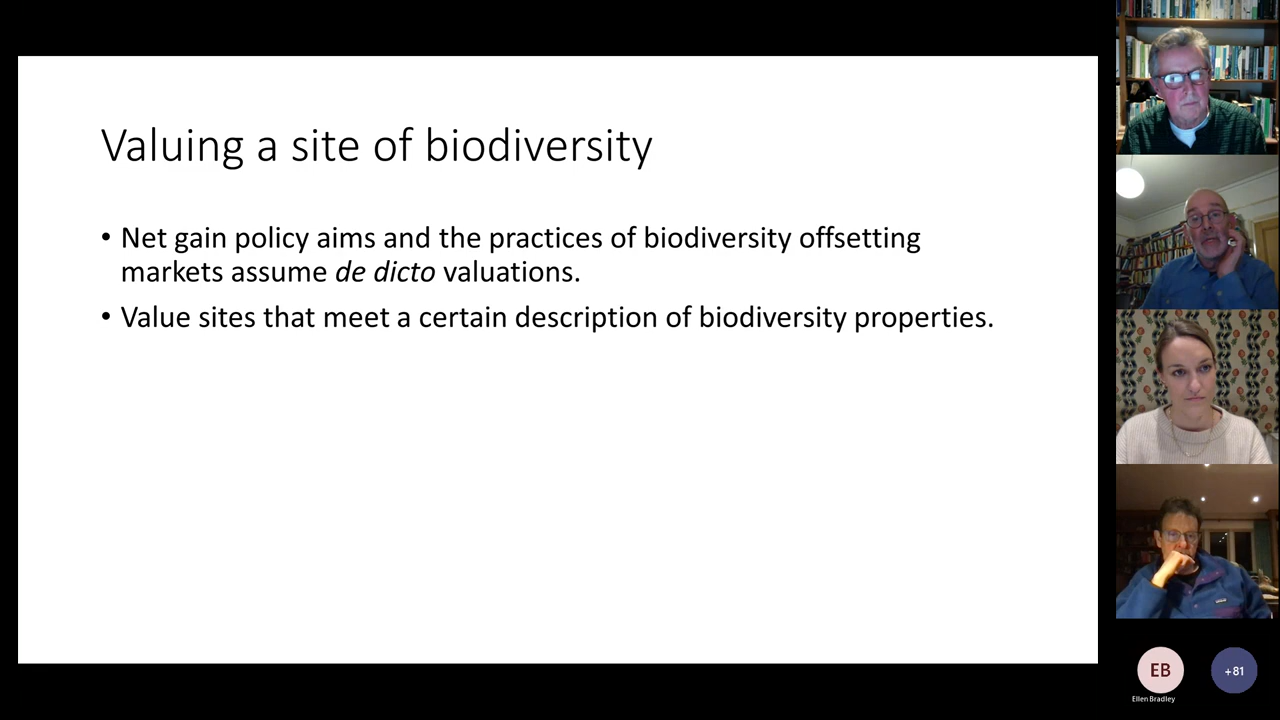 Valuing a site of biodiversity
• Net gain policy aims and the practices of biodiversity offsetting
markets assume de dicto valuations.
• Value sites that meet a certain description of biodiversity properties.
EB
+81
Ellen Bradley